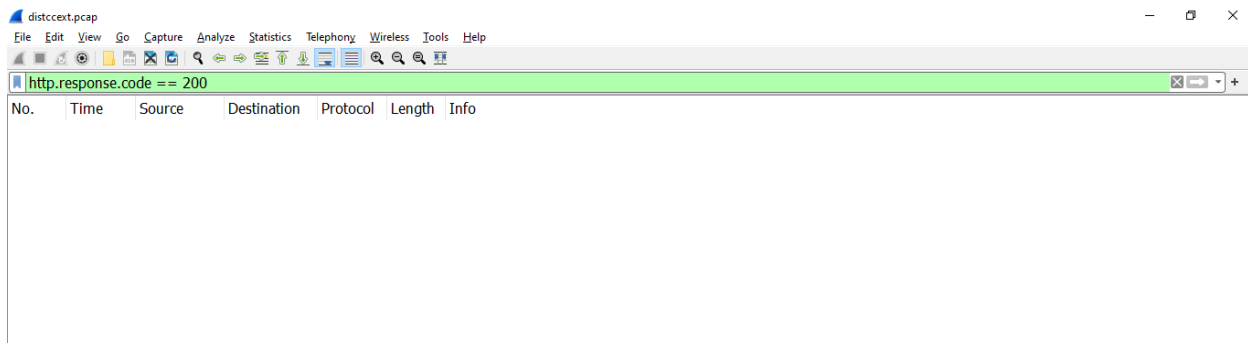 distccext.pcap
File Edit View Go Capture Analyze Statistics Telephony Wireless Tools Help
http.response.code == 200
+
No. Time Source Destination Protocol Length Info